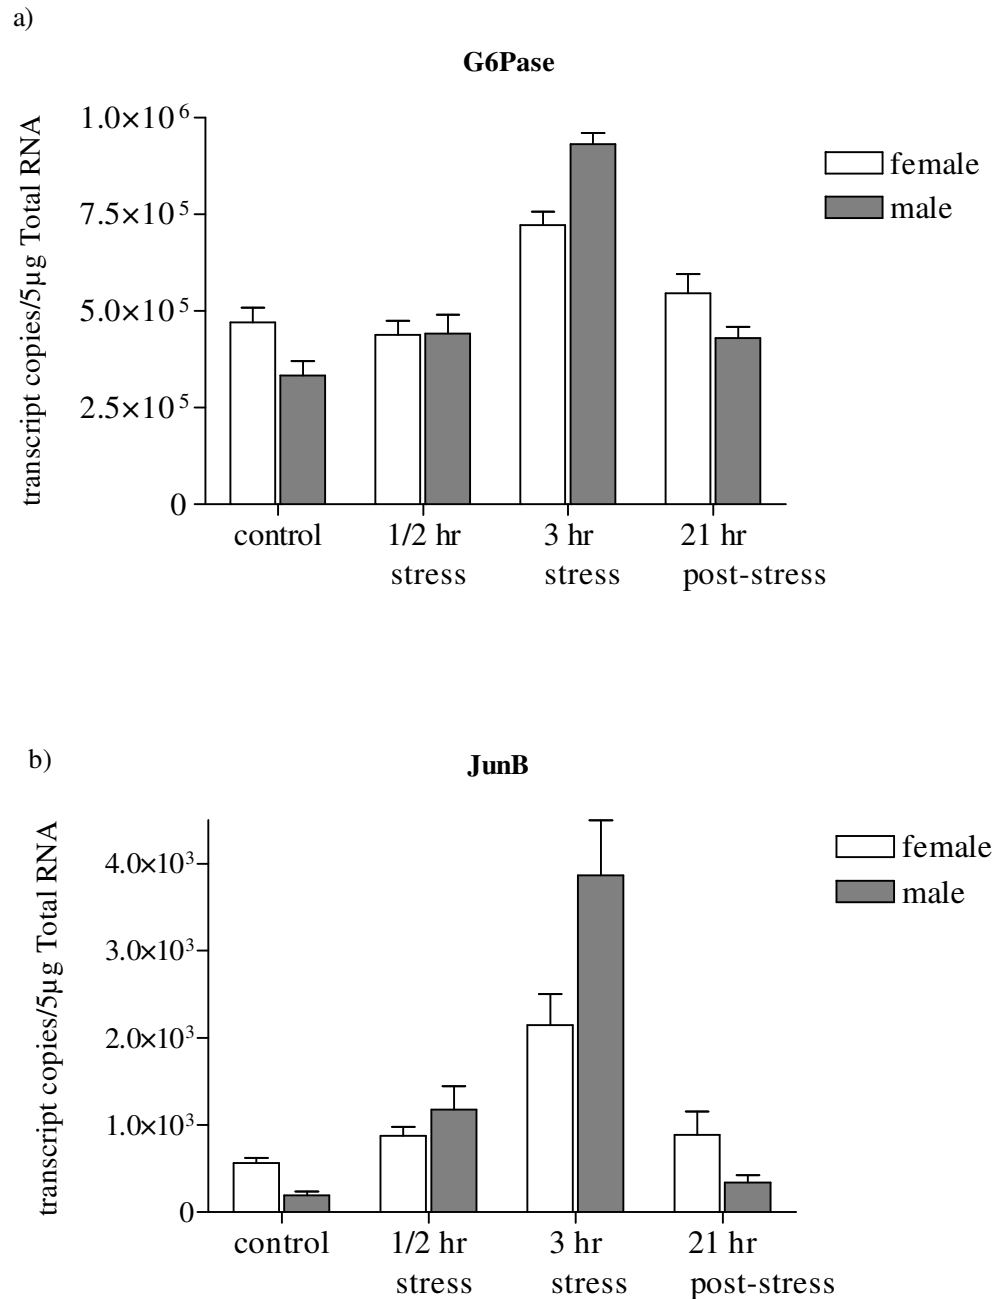 a)
G6Pase
transcript copies/5µg Total RNA
1.0×10⁶
7.5×10⁵
5.0×10⁵
2.5×10⁵
0
female
male
control
1/2 hr
stress
3 hr
stress
21 hr
post-stress
b)
JunB
transcript copies/5µg Total RNA
4.0×10³
3.0×10³
2.0×10³
1.0×10³
0
female
male
control
1/2 hr
stress
3 hr
stress
21 hr
post-stress